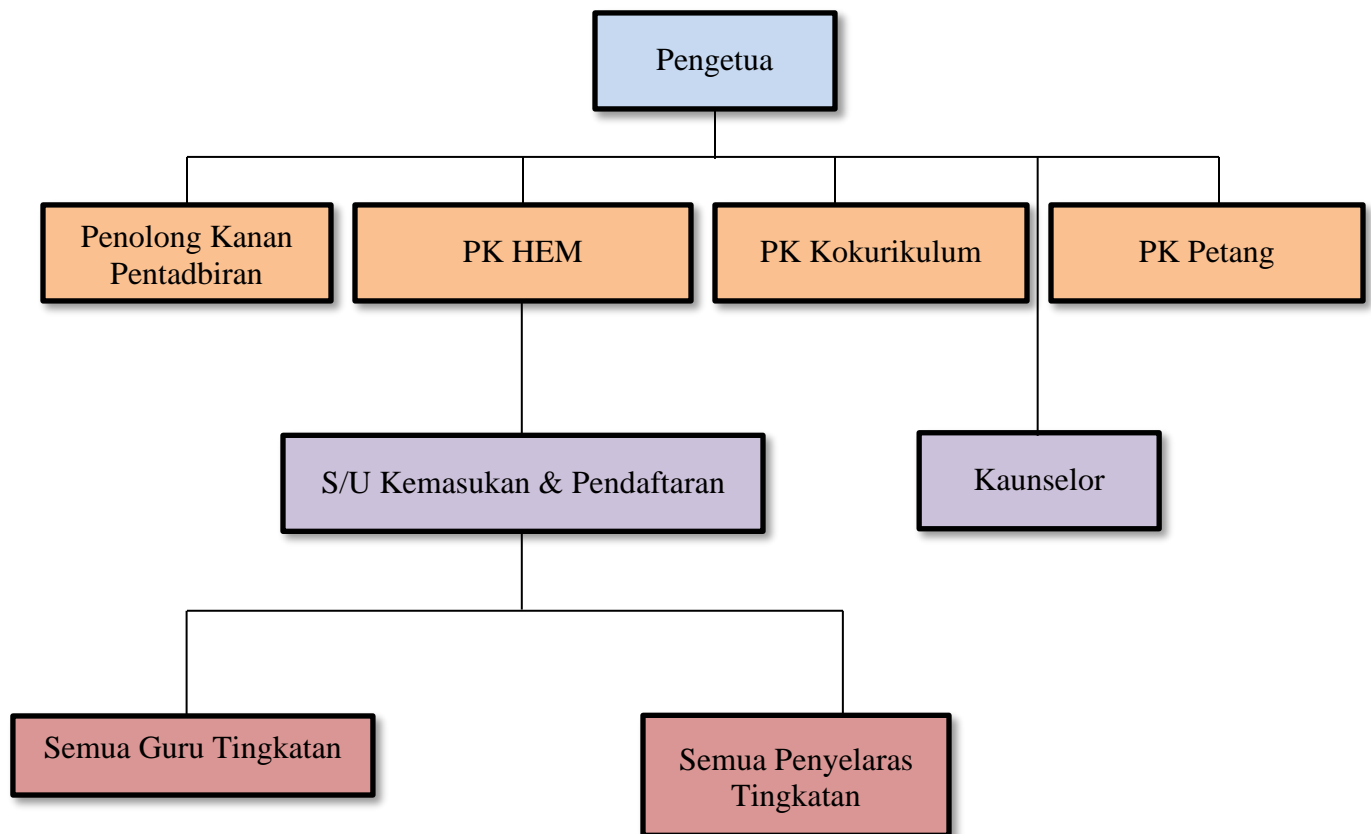 Pengetua
Penolong Kanan
Pentadbiran
PK HEM
PK Kokurikulum
PK Petang
S/U Kemasukan & Pendaftaran
Kaunselor
Semua Guru Tingkatan
Semua Penyelaras
Tingkatan